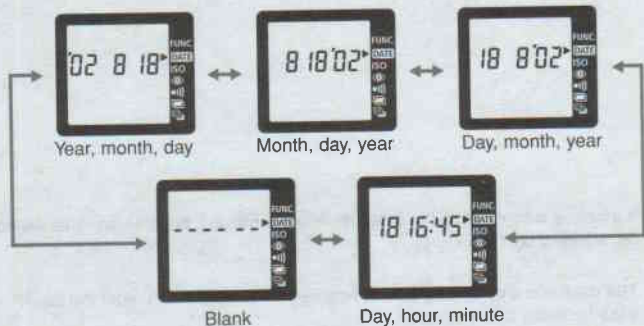 '02 8 18
FUNC.
DATE
ISO
Year, month, day
8 18'02
FUNC.
DATE
ISO
Month, day, year
18 8'02
FUNC.
DATE
ISO
Day, month, year
- - - - - -
FUNC.
DATE
ISO
Blank
18 16:45
FUNC.
DATE
ISO
Day, hour, minute